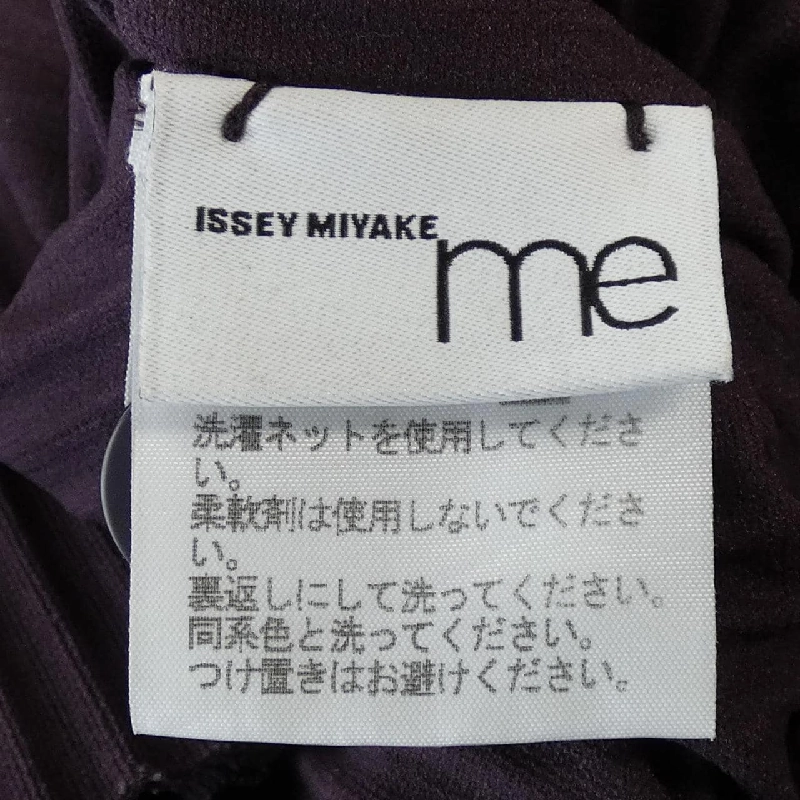 ISSEY MIYAKE
me
洗濯ネットを使用してくださ
い。
柔軟剤は使用しないでくださ
い。
裏返しにして洗ってください。
同系色と洗ってください。
つけ置きはお避けください。